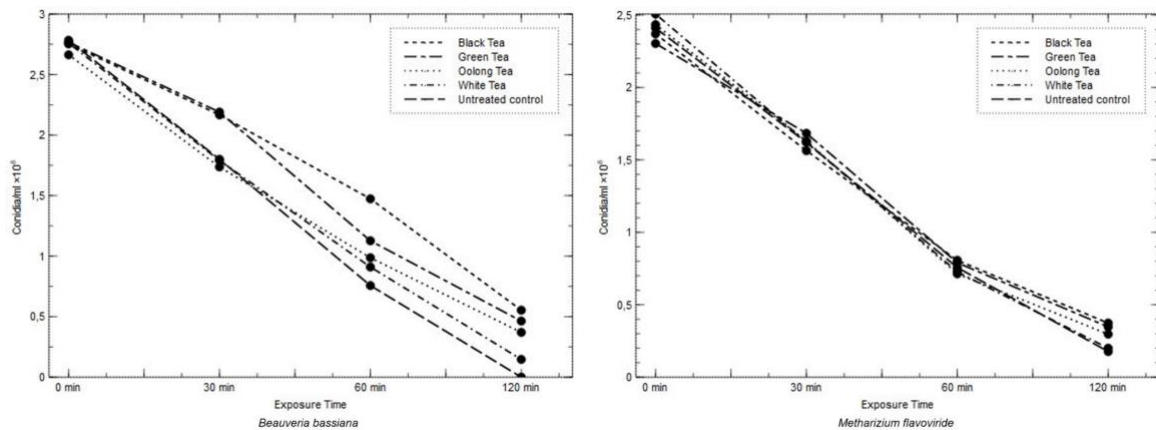 3
2,5
2
1,5
1
0,5
0
Conidia/ml ×10⁶
Black Tea
Green Tea
Oolong Tea
White Tea
Untreated control
0 min
30 min
60 min
120 min
Exposure Time
Beauveria bassiana
2,5
2
1,5
1
0,5
0
Conidia/ml ×10⁶
Black Tea
Green Tea
Oolong Tea
White Tea
Untreated control
0 min
30 min
60 min
120 min
Exposure Time
Metharizium flavoviride